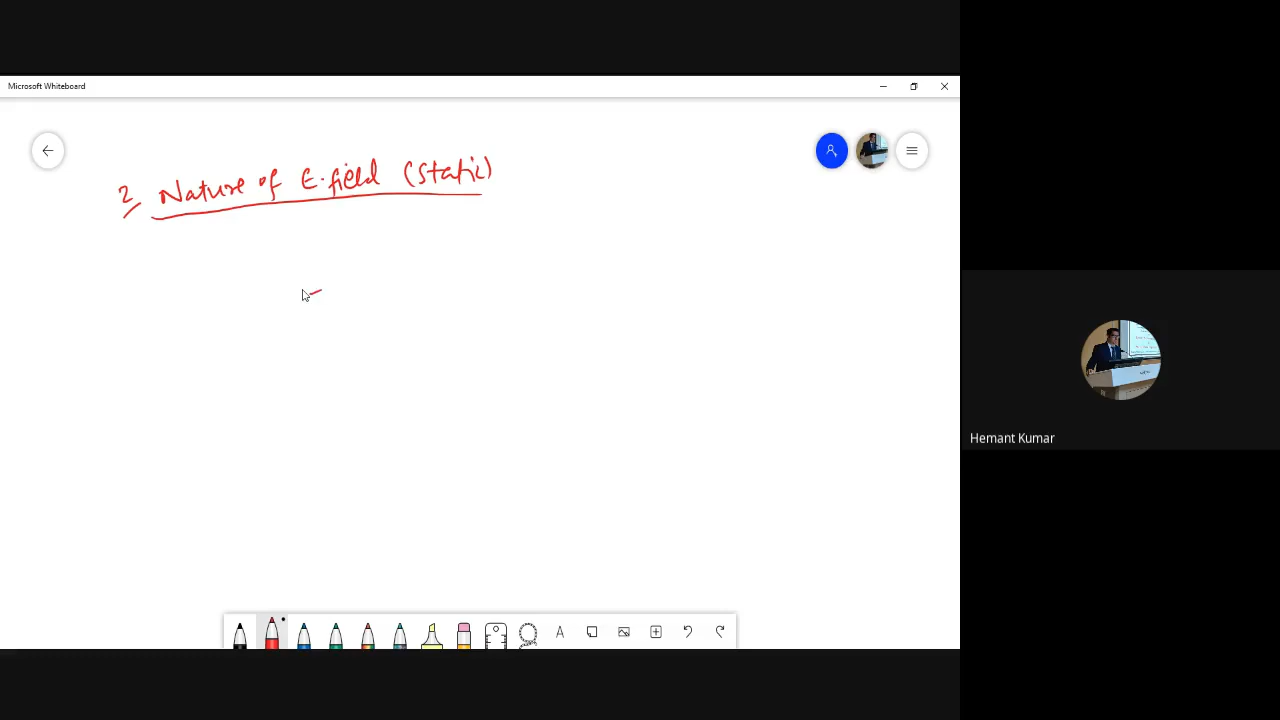 Microsoft Whiteboard
2 Nature of E.field (Static)
Hemant Kumar